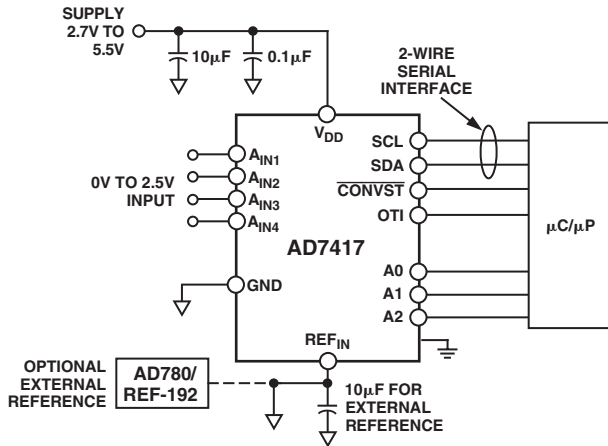 SUPPLY
2.7V TO
5.5V
10μF
0.1μF
2-WIRE
SERIAL
INTERFACE
VDD
AIN1
AIN2
AIN3
AIN4
0V TO 2.5V
INPUT
GND
AD7417
SCL
SDA
CONVST
OTI
A0
A1
A2
μC/μP
REFIN
OPTIONAL
EXTERNAL
REFERENCE
AD780/
REF-192
10μF FOR
EXTERNAL
REFERENCE